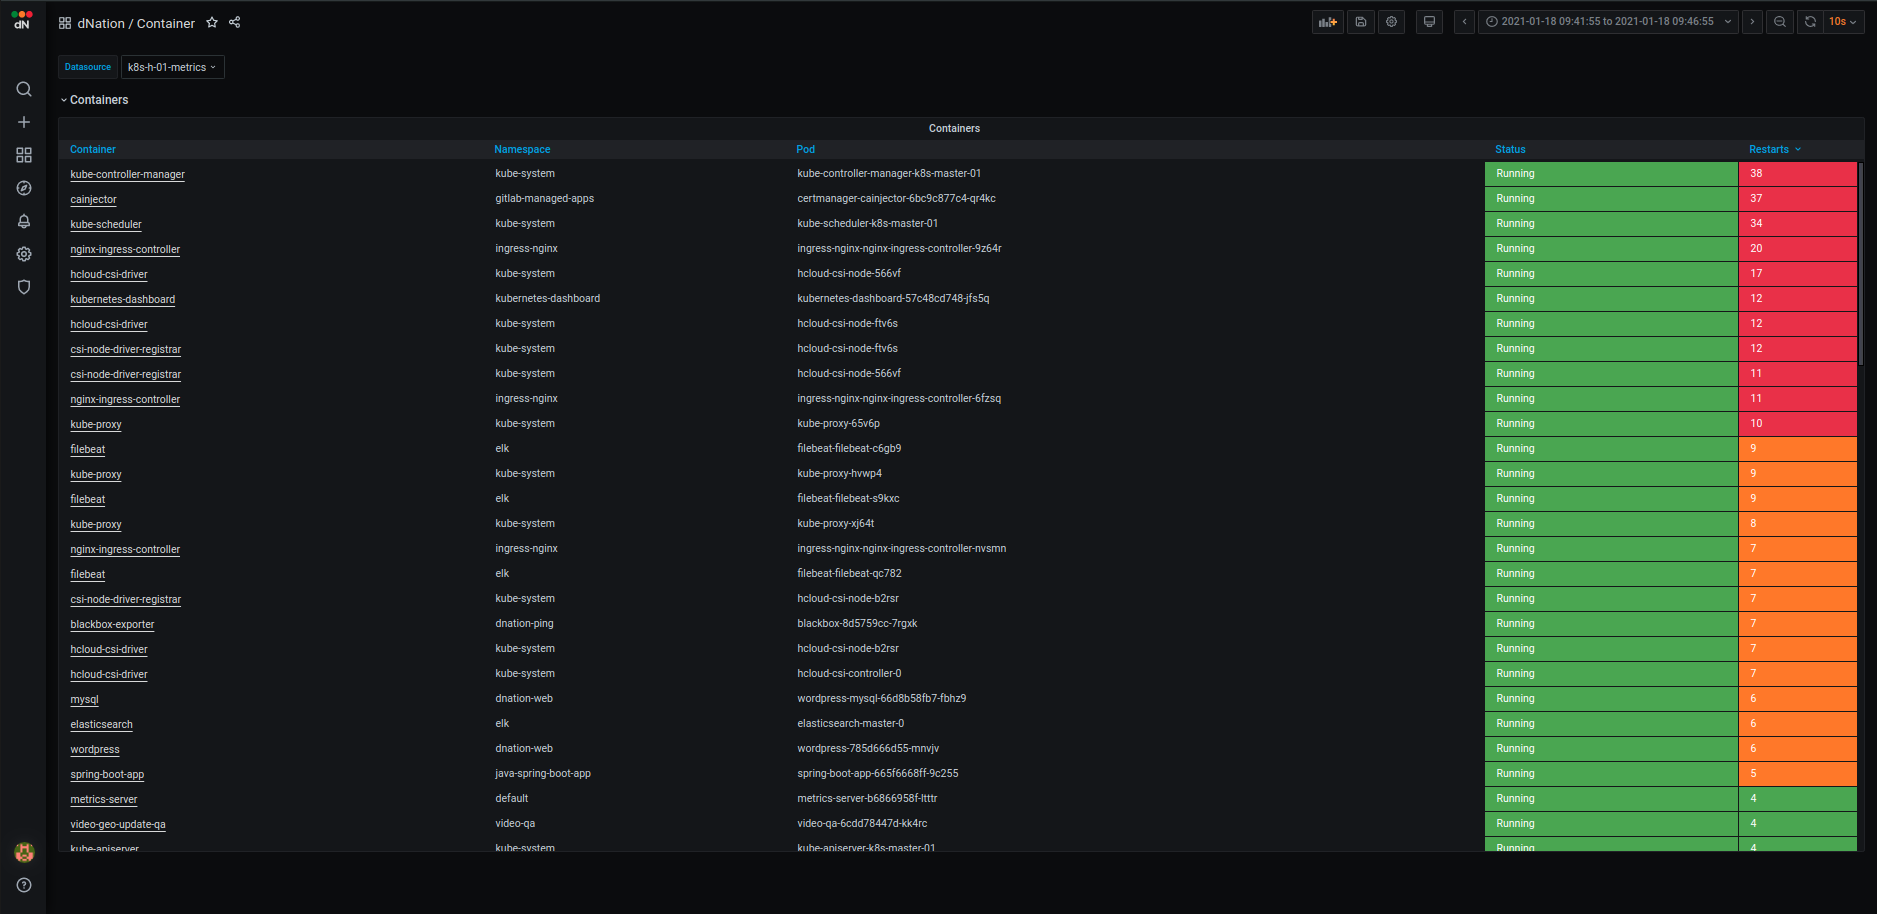 dN
dNation / Container
2021-01-18 09:41:55 to 2021-01-18 09:46:55
10s
Datasource k8s-h-01-metrics
Containers
Containers
Container Namespace Pod Status Restarts
kube-controller-manager kube-system kube-controller-manager-k8s-master-01 Running 38
cainjector gitlab-managed-apps certmanager-cainjector-6bc9c877c4-qr4kc Running 37
kube-scheduler kube-system kube-scheduler-k8s-master-01 Running 34
nginx-ingress-controller ingress-nginx ingress-nginx-nginx-ingress-controller-9z64r Running 20
hcloud-csi-driver kube-system hcloud-csi-node-566vf Running 17
kubernetes-dashboard kubernetes-dashboard kubernetes-dashboard-57c48cd748-jfs5q Running 12
hcloud-csi-driver kube-system hcloud-csi-node-ftv6s Running 12
csi-node-driver-registrar kube-system hcloud-csi-node-ftv6s Running 12
csi-node-driver-registrar kube-system hcloud-csi-node-566vf Running 11
nginx-ingress-controller ingress-nginx ingress-nginx-nginx-ingress-controller-6fzsq Running 11
kube-proxy kube-system kube-proxy-65v6p Running 10
filebeat elk filebeat-filebeat-c6gb9 Running 9
kube-proxy kube-system kube-proxy-hvwp4 Running 9
filebeat elk filebeat-filebeat-s9kxc Running 9
kube-proxy kube-system kube-proxy-xj64t Running 8
nginx-ingress-controller ingress-nginx ingress-nginx-nginx-ingress-controller-nvsmn Running 7
filebeat elk filebeat-filebeat-qc782 Running 7
csi-node-driver-registrar kube-system hcloud-csi-node-b2rsr Running 7
blackbox-exporter dnation-ping blackbox-8d5759cc-7rgxk Running 7
hcloud-csi-driver kube-system hcloud-csi-node-b2rsr Running 7
hcloud-csi-driver kube-system hcloud-csi-controller-0 Running 7
mysql dnation-web wordpress-mysql-66d8b58fb7-fbhz9 Running 6
elasticsearch elk elasticsearch-master-0 Running 6
wordpress dnation-web wordpress-785d666d55-mnvjv Running 6
spring-boot-app java-spring-boot-app spring-boot-app-665f6668ff-9c255 Running 5
metrics-server default metrics-server-b6866958f-ltttr Running 4
video-geo-update-qa video-qa video-qa-6cdd78447d-kk4rc Running 4
kube-apiserver kube-system kube-apiserver-k8s-master-01 Running 4